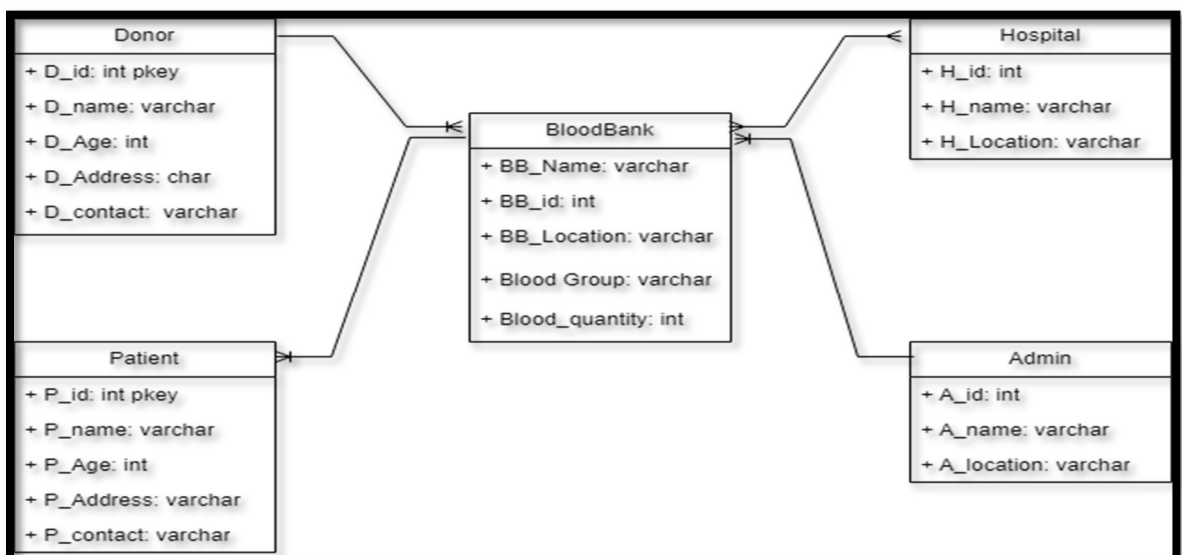 Donor
+ D_id: int pkey
+ D_name: varchar
+ D_Age: int
+ D_Address: char
+ D_contact:  varchar
Patient
+ P_id: int pkey
+ P_name: varchar
+ P_Age: int
+ P_Address: varchar
+ P_contact: varchar
BloodBank
+ BB_Name: varchar
+ BB_id: int
+ BB_Location: varchar
+ Blood Group: varchar
+ Blood_quantity: int
Hospital
+ H_id: int
+ H_name: varchar
+ H_Location: varchar
Admin
+ A_id: int
+ A_name: varchar
+ A_location: varchar